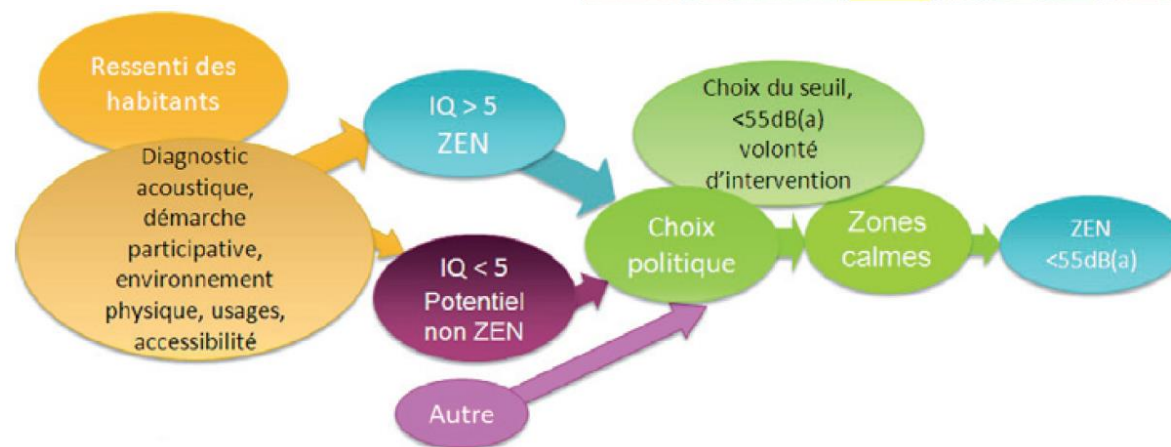 Ressenti des
habitants
Diagnostic
acoustique,
démarche
participative,
environnement
physique, usages,
accessibilité
IQ > 5
ZEN
IQ < 5
Potentiel
non ZEN
Autre
Choix
politique
Choix du seuil,
<55dB(a)
volonté
d'intervention
Zones
calmes
ZEN
<55dB(a)